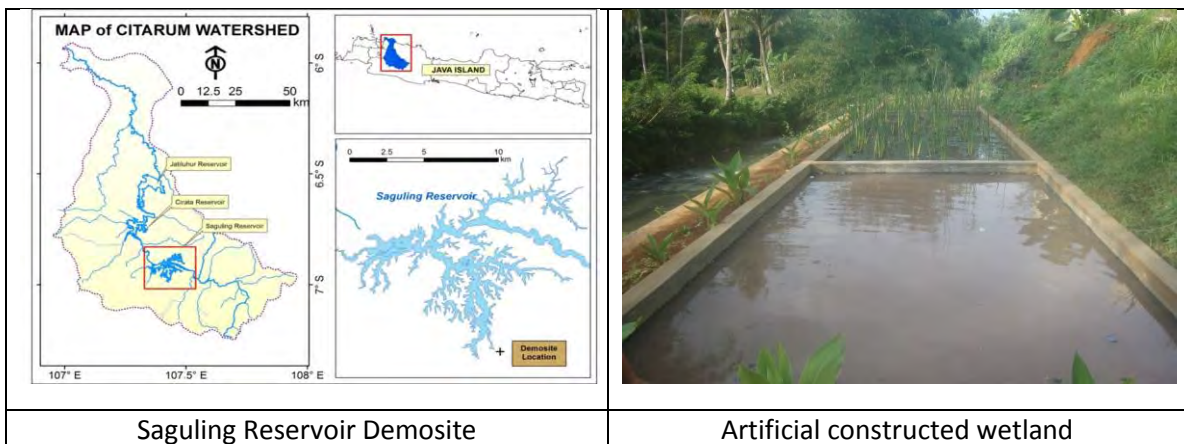 MAP of CITARUM WATERSHED
N
0 12.5 25 50
km
Jatiluhur Reservoir
Cirata Reservoir
Saguling Reservoir
107° E
107.5° E
108° E
6° S
6.5° S
7° S
JAVA ISLAND
0 2.5 5 10
km
Saguling Reservoir
Demosite
Location
Saguling Reservoir Demosite
Artificial constructed wetland